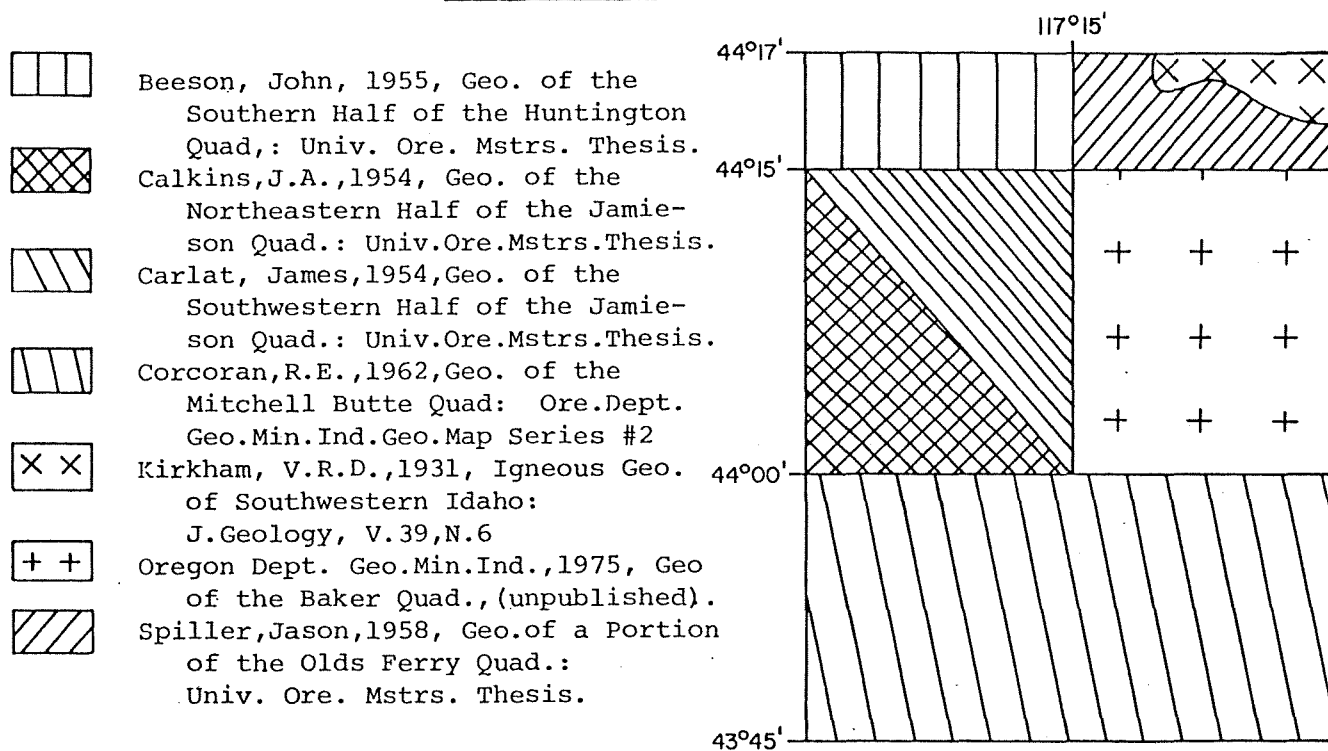 Beeson, John, 1955, Geo. of the
Southern Half of the Huntington
Quad,: Univ. Ore. Mstrs. Thesis.
Calkins,J.A.,1954, Geo. of the
Northeastern Half of the Jamie-
son Quad.: Univ.Ore.Mstrs.Thesis.
Carlat, James,1954,Geo. of the
Southwestern Half of the Jamie-
son Quad.: Univ.Ore.Mstrs.Thesis.
Corcoran,R.E.,1962,Geo. of the
Mitchell Butte Quad: Ore.Dept.
Geo.Min.Ind.Geo.Map Series #2
Kirkham, V.R.D.,1931, Igneous Geo.
of Southwestern Idaho:
J.Geology, V.39,N.6
Oregon Dept. Geo.Min.Ind.,1975, Geo
of the Baker Quad.,(unpublished).
Spiller,Jason,1958, Geo.of a Portion
of the Olds Ferry Quad.:
Univ. Ore. Mstrs. Thesis.
117°15'
44°17'
44°15'
44°00'
43°45'